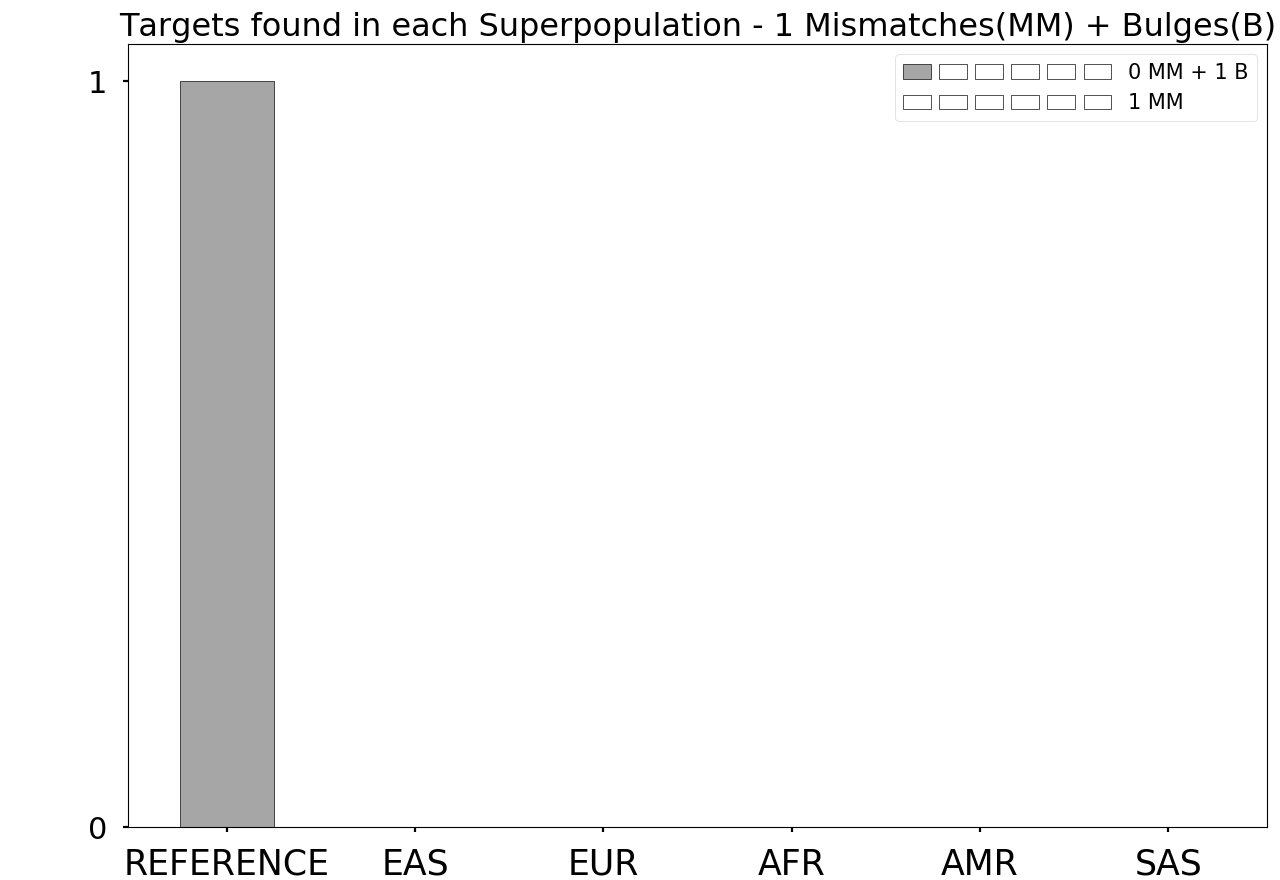 Targets found in each Superpopulation - 1 Mismatches(MM) + Bulges(B)
1
0 MM + 1 B
1 MM
0
REFERENCE EAS EUR AFR AMR SAS